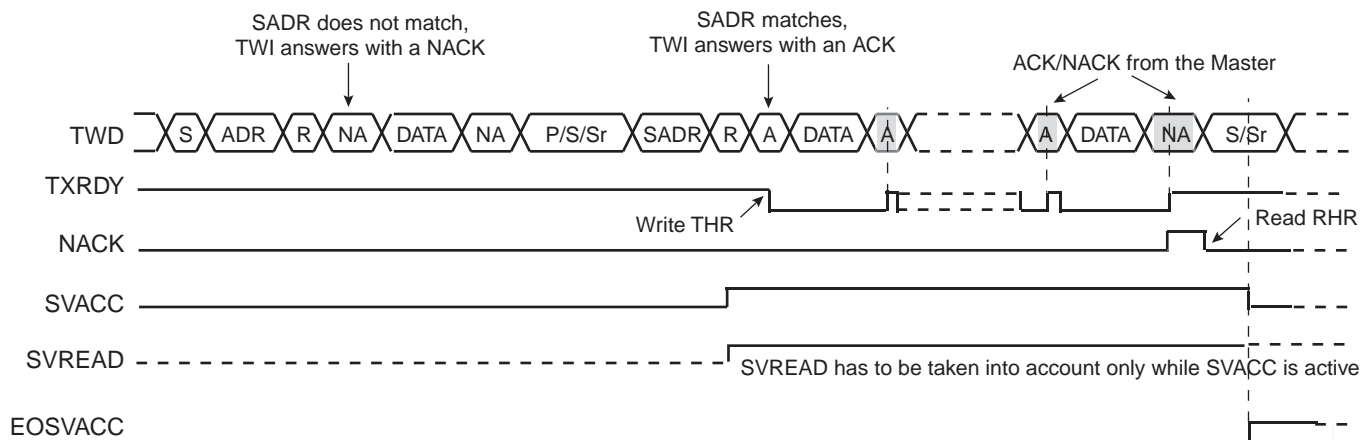 SADR does not match,
TWI answers with a NACK
SADR matches,
TWI answers with an ACK
ACK/NACK from the Master
TWD S ADR R NA DATA NA P/S/Sr SADR R A DATA A A DATA NA S/Sr
TXRDY
Write THR
Read RHR
NACK
SVACC
SVREAD
SVREAD has to be taken into account only while SVACC is active
EOSVACC